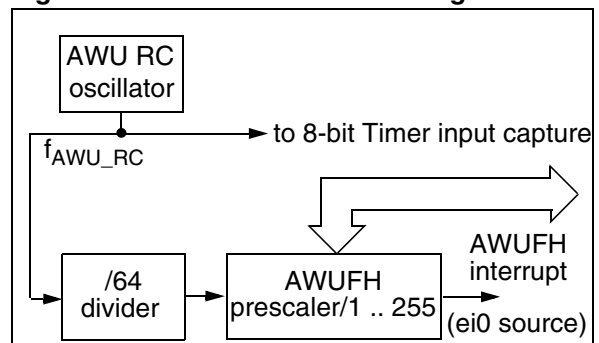 AWU RC
oscillator
to 8-bit Timer input capture
fAWU_RC
/64
divider
AWUFH
prescaler/1 .. 255
AWUFH
interrupt
(ei0 source)